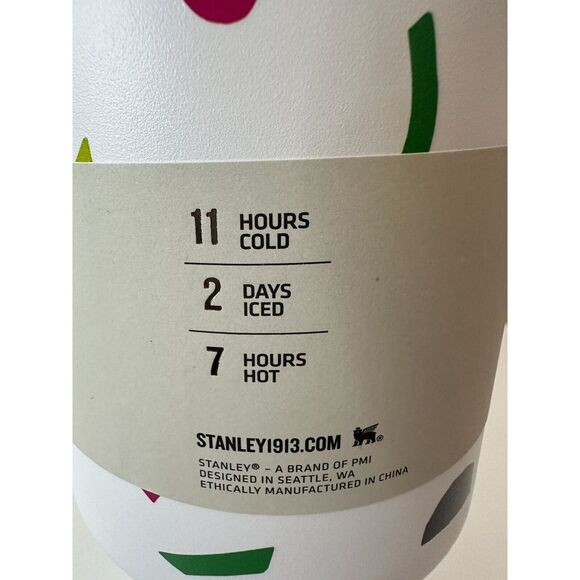 11 HOURS
COLD
2 DAYS
ICED
7 HOURS
HOT
STANLEY1913.COM ®
STANLEY® - A BRAND OF PMI
DESIGNED IN SEATTLE, WA
ETHICALLY MANUFACTURED IN CHINA